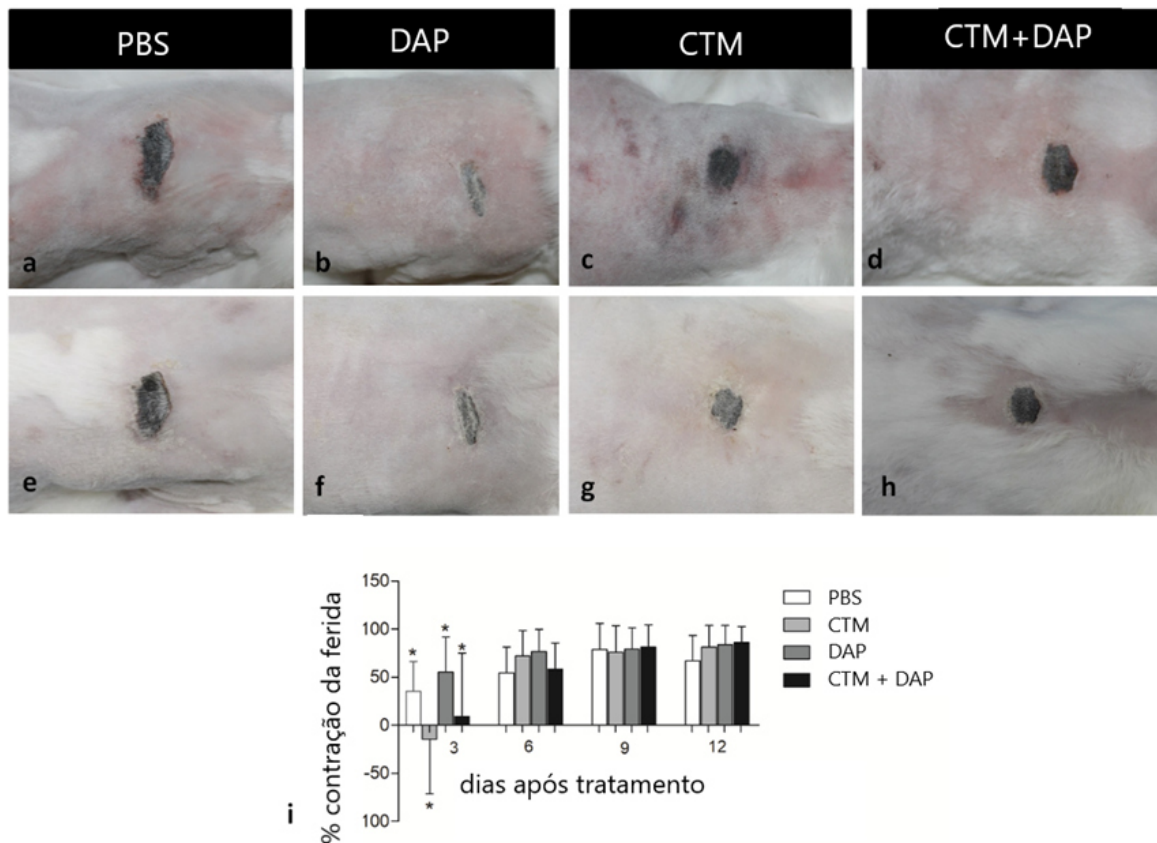 PBS
DAP
CTM
CTM+DAP
a
b
c
d
e
f
g
h
% contração da ferida
150
100
50
0
-50
100
* * * *
3
6
9
12
dias após tratamento
PBS
CTM
DAP
CTM + DAP
i